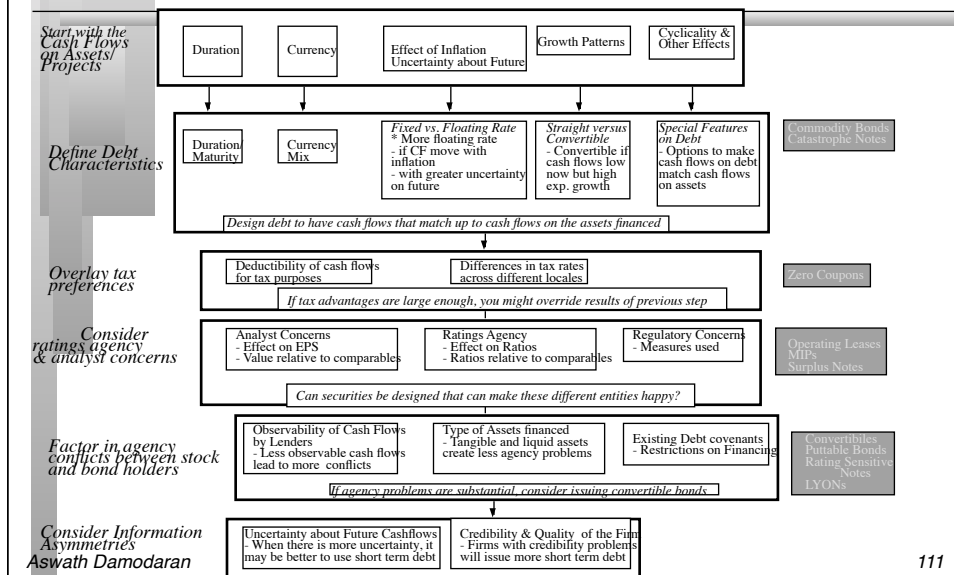 Start with the
Cash Flows
on Assets/
Projects
Duration
Currency
Effect of Inflation
Uncertainty about Future
Growth Patterns
Cyclicality &
Other Effects
Define Debt
Characteristics
Duration/
Maturity
Currency
Mix
Fixed vs. Floating Rate
* More floating rate
- if CF move with
inflation
- with greater uncertainty
on future
Straight versus
Convertible
- Convertible if
cash flows low
now but high
exp. growth
Special Features
on Debt
- Options to make
cash flows on debt
match cash flows
on assets
Commodity Bonds
Catastrophe Notes
Design debt to have cash flows that match up to cash flows on the assets financed
Overlay tax
preferences
Deductibility of cash flows
for tax purposes
Differences in tax rates
across different locales
Zero Coupons
If tax advantages are large enough, you might override results of previous step
Consider
ratings agency
& analyst concerns
Analyst Concerns
- Effect on EPS
- Value relative to comparables
Ratings Agency
- Effect on Ratios
- Ratios relative to comparables
Regulatory Concerns
- Measures used
Operating Leases
MIPs
Surplus Notes
Can securities be designed that can make these different entities happy?
Factor in agency
conflicts between stock
and bond holders
Observability of Cash Flows
by Lenders
- Less observable cash flows
lead to more conflicts
Type of Assets financed
- Tangible and liquid assets
create less agency problems
Existing Debt covenants
- Restrictions on Financing
Convertibiles
Puttable Bonds
Rating Sensitive
Notes
LYONs
If agency problems are substantial, consider issuing convertible bonds
Consider Information
Asymmetries
Uncertainty about Future Cashflows
- When there is more uncertainty, it
may be better to use short term debt
Credibility & Quality of the Firm
- Firms with credibility problems
will issue more short term debt
Aswath Damodaran
111